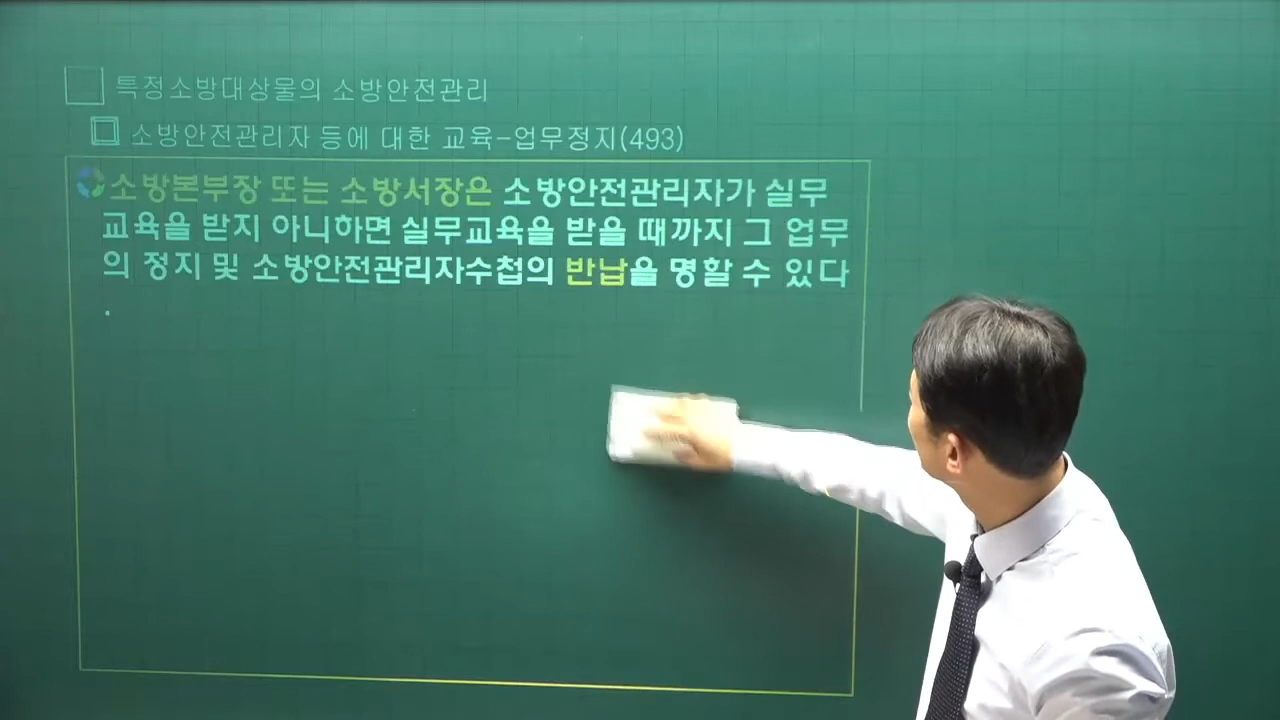 특정소방대상물의 소방안전관리
소방안전관리자 등에 대한 교육-업무정지(493)
소방본부장 또는 소방서장은 소방안전관리자가 실무
교육을 받지 아니하면 실무교육을 받을 때까지 그 업무
의 정지 및 소방안전관리자수첩의 반납을 명할 수 있다
.